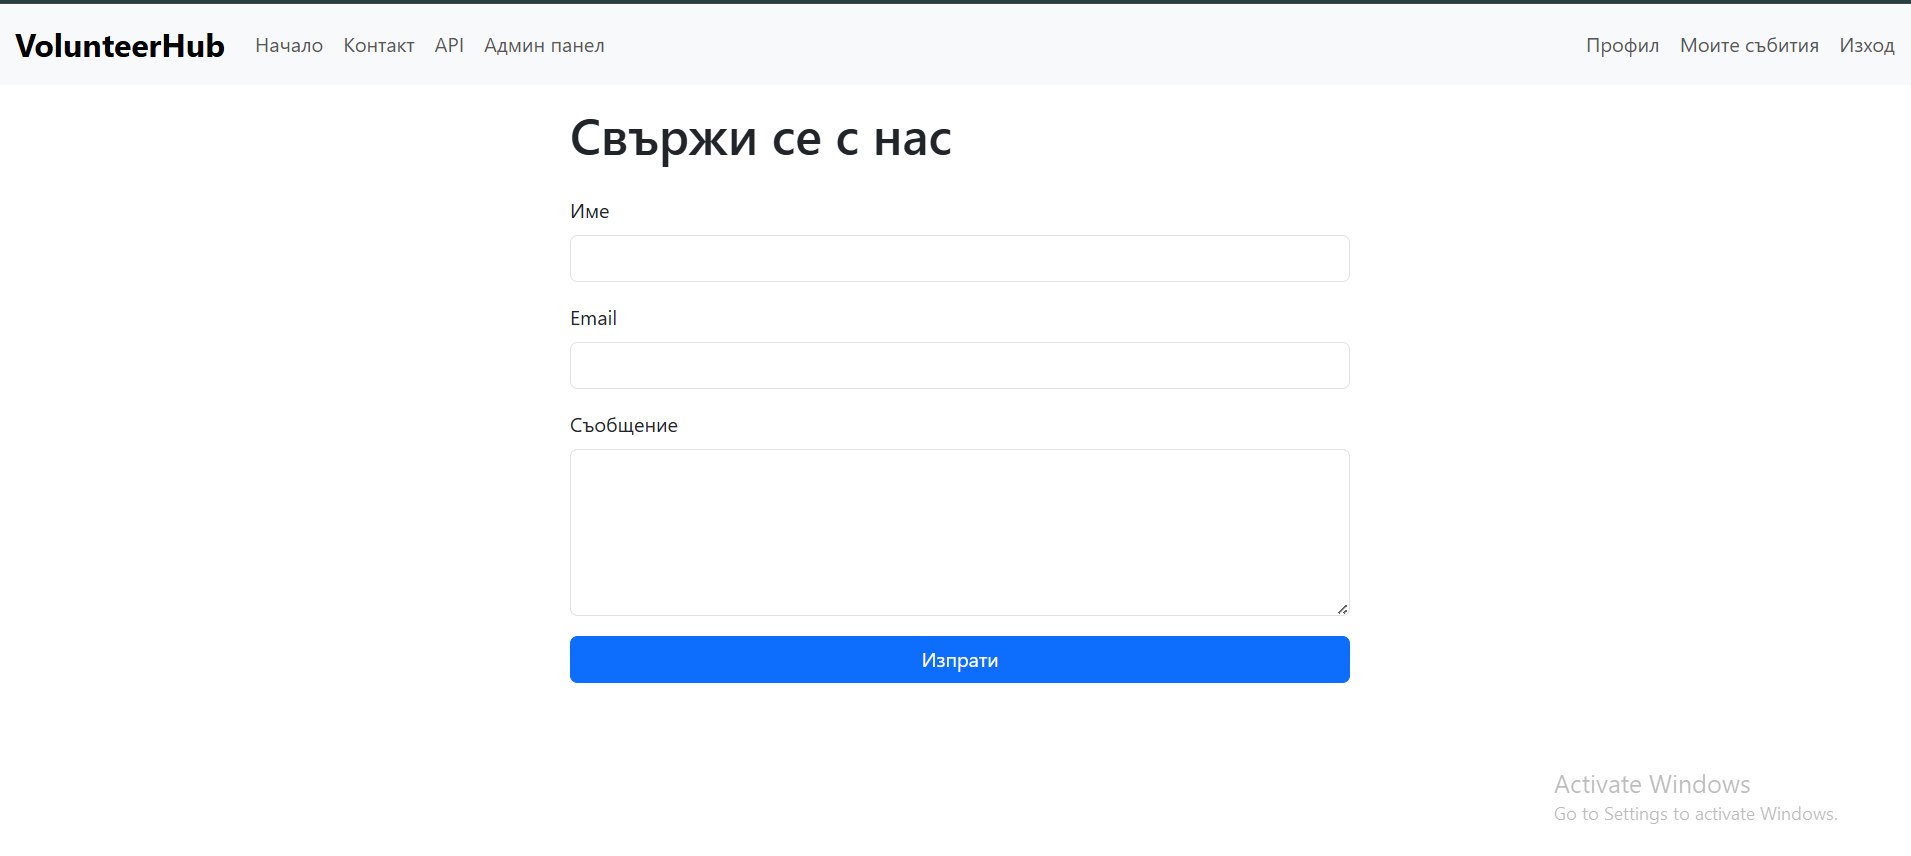 VolunteerHub Начало Контакт API Админ панел Профил Моите събития Изход
Свържи се с нас
Име
Email
Съобщение
Изпрати
Activate Windows
Go to Settings to activate Windows.